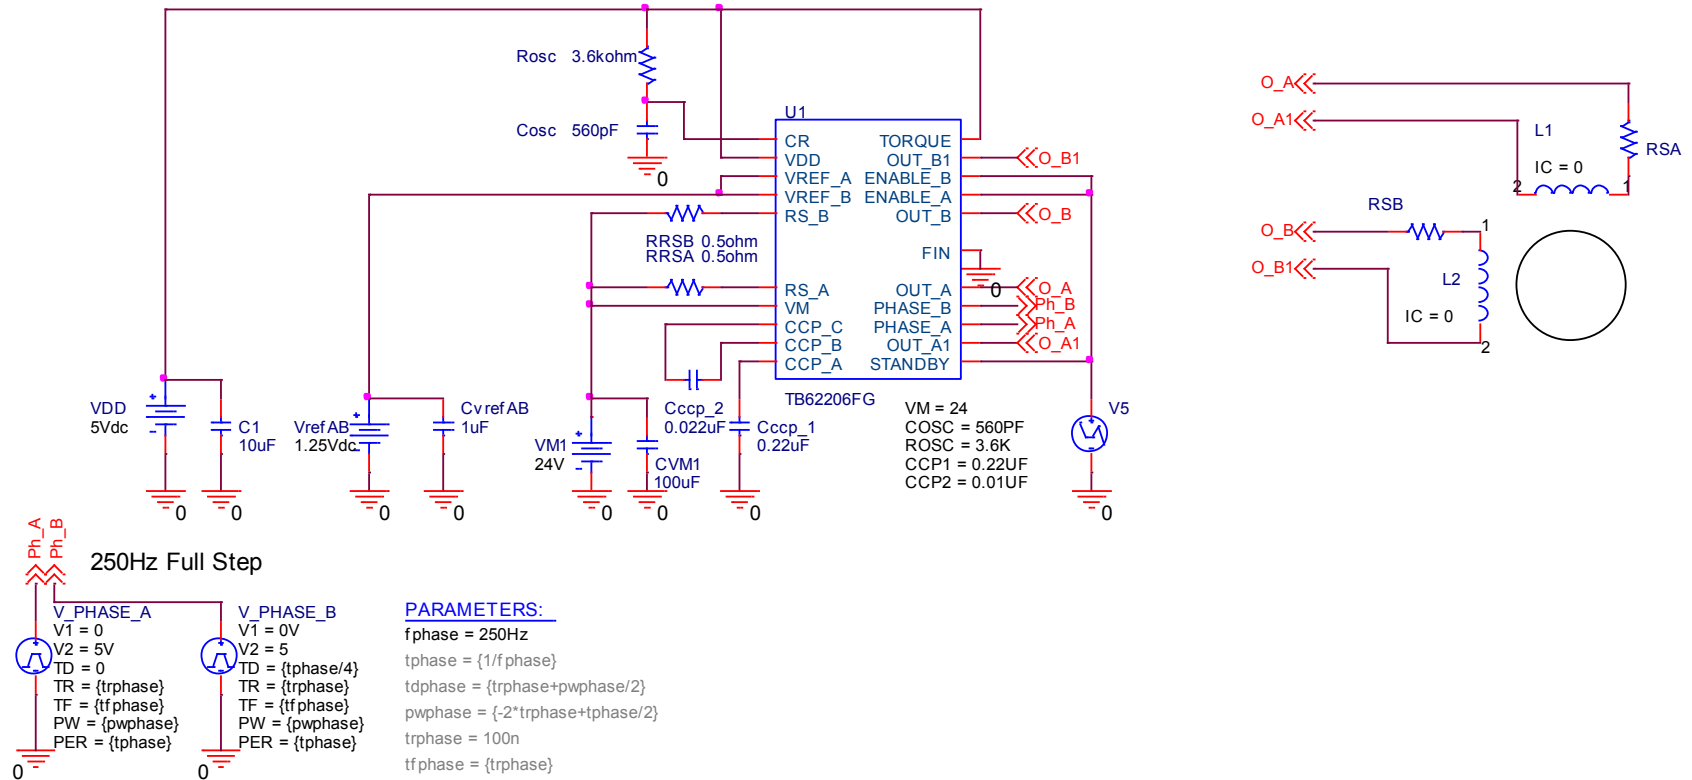 Rosc 3.6kohm
Cosc 560pF
0
U1
CR
VDD
VREF_A
VREF_B
RS_B
RS_A
VM
CCP_C
CCP_B
CCP_A
TORQUE
OUT_B1
ENABLE_B
ENABLE_A
OUT_B
FIN
OUT_A
PHASE_B
PHASE_A
OUT_A1
STANDBY
TB62206FG
O_B1
O_B
0
O_A
Ph_B
Ph_A
O_A1
RRSB 0.5ohm
RRSA 0.5ohm
O_A
O_A1
L1
IC = 0
2
1
RSA
RSB
O_B
O_B1
1
L2
IC = 0
2
VDD
5Vdc
+
-
C1
10uF
0
0
VrefAB
1.25Vdc
+
-
CvrefAB
1uF
0
0
VM1
24V
+
-
CVM1
100uF
0
0
Cccp_2
0.022uF
Cccp_1
0.22uF
0
VM = 24
COSC = 560PF
ROSC = 3.6K
CCP1 = 0.22UF
CCP2 = 0.01UF
V5
+
-
0
Ph_A
Ph_B
250Hz Full Step
V_PHASE_A
V1 = 0
V2 = 5V
TD = 0
TR = {trphase}
TF = {tfphase}
PW = {pwphase}
PER = {tphase}
+
-
0
V_PHASE_B
V1 = 0V
V2 = 5
TD = {tphase/4}
TR = {trphase}
TF = {tfphase}
PW = {pwphase}
PER = {tphase}
+
-
0
PARAMETERS:
fphase = 250Hz
tphase = {1/fphase}
tdphase = {trphase+pwphase/2}
pwphase = {-2*trphase+tphase/2}
trphase = 100n
tfphase = {trphase}